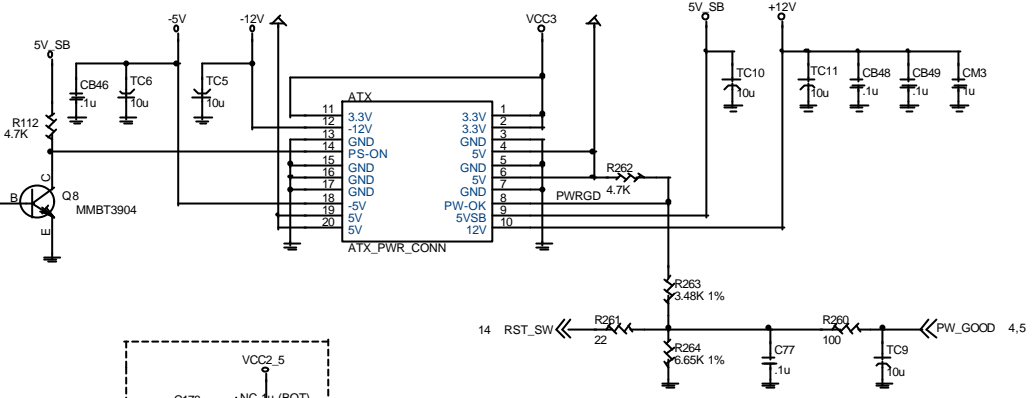 -5V
-12V
VCC3
5V_SB
+12V
5V_SB
CB46
.1u
TC6
10u
TC5
10u
R112
4.7K
TC10
10u
TC11
10u
CB48
.1u
CB49
.1u
CM3
1u
ATX
11 3.3V 3.3V 1
12 -12V 3.3V 2
13 GND GND 3
14 PS-ON 5V 4
15 GND GND 5
16 GND 5V 6
17 GND GND 7
18 -5V PW-OK 8
19 5V 5VSB 9
20 5V 12V 10
ATX_PWR_CONN
R262
4.7K
PWRGD
C
B
E
Q8
MMBT3904
R263
3.48K 1%
14 RST_SW
R261
22
R260
100
PW_GOOD 4,5
R264
6.65K 1%
C77
.1u
TC9
10u
VCC2_5